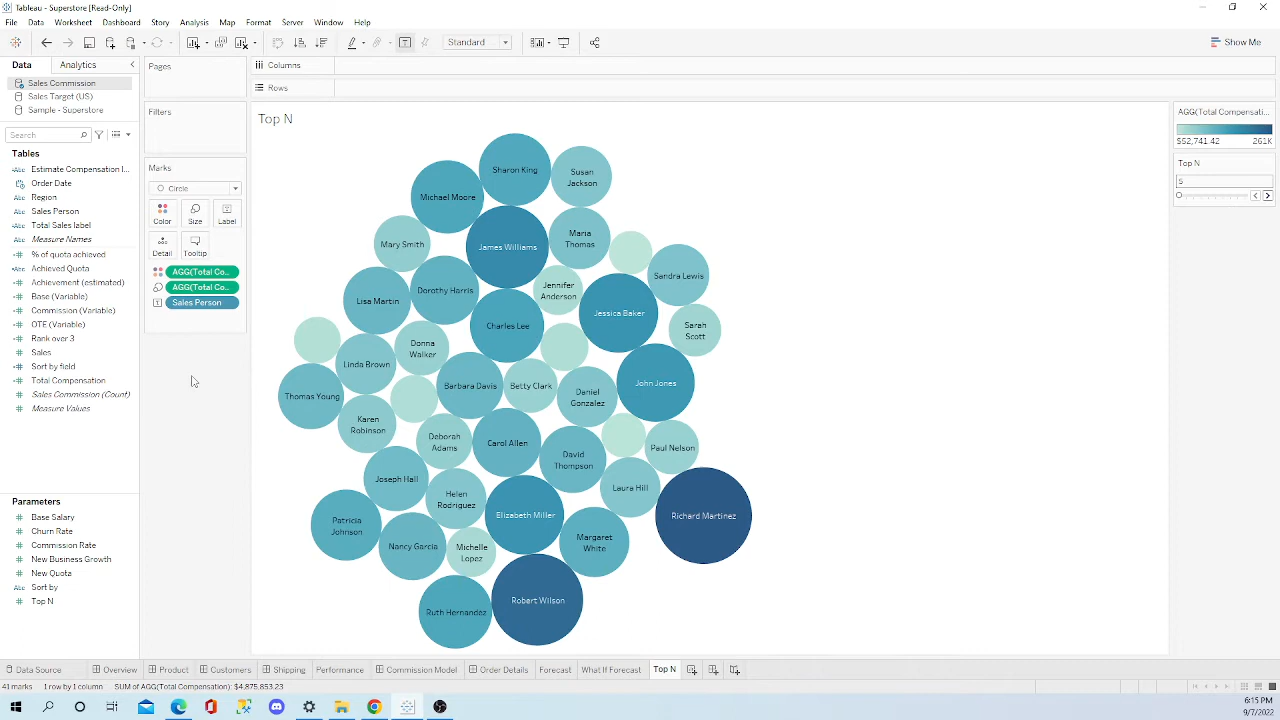 Tableau - Superstore [Read-Only]
File Data Worksheet Dashboard Story Analysis Map Format Server Window Help
Standard
Show Me
Data Analytics
Pages
Columns
Rows
Sales Commission
Sales Target (US)
Sample - Superstore
Search
Tables
Abc Estimate Compensation l...
Order Date
Abc Region
Abc Sales Person
Abc Total Sales label
Abc Measure Names
% of quota achieved
Achieved Quota
Achievement (estimated)
Base (Variable)
Commission (Variable)
OTE (Variable)
Rank over 3
Sales
Sort by field
Total Compensation
Sales Commission (Count)
Measure Values
Parameters
Base Salary
Churn Rate
Commission Rate
New Business Growth
New Quota
Abc Sort by
Top N
Filters
Marks
Circle
Color Size Label
Detail Tooltip
AGG(Total Co..
AGG(Total Co..
Sales Person
Top N
Sharon King
Susan
Jackson
Michael Moore
Mary Smith
James Williams
Maria
Thomas
Sandra Lewis
Lisa Martin
Dorothy Harris
Jennifer
Anderson
Charles Lee
Jessica Baker
Sarah
Scott
Donna
Walker
Linda Brown
Thomas Young
Barbara Davis
Betty Clark
Daniel
Gonzalez
John Jones
Karen
Robinson
Deborah
Adams
Carol Allen
David
Thompson
Paul Nelson
Joseph Hall
Helen
Rodriguez
Laura Hill
Patricia
Johnson
Nancy Garcia
Michelle
Lopez
Elizabeth Miller
Margaret
White
Richard Martinez
Ruth Hernandez
Robert Wilson
AGG(Total Compensati...
$52,741.42 261K
Top N
5
Data Source Overview Product Customers Shipping Performance Commission Model Order Details Forecast What If Forecast Top N
41 marks 1 row by 1 column SUM of AGG(Total Compensation): $4,875,853.23
6:15 PM
9/7/2022